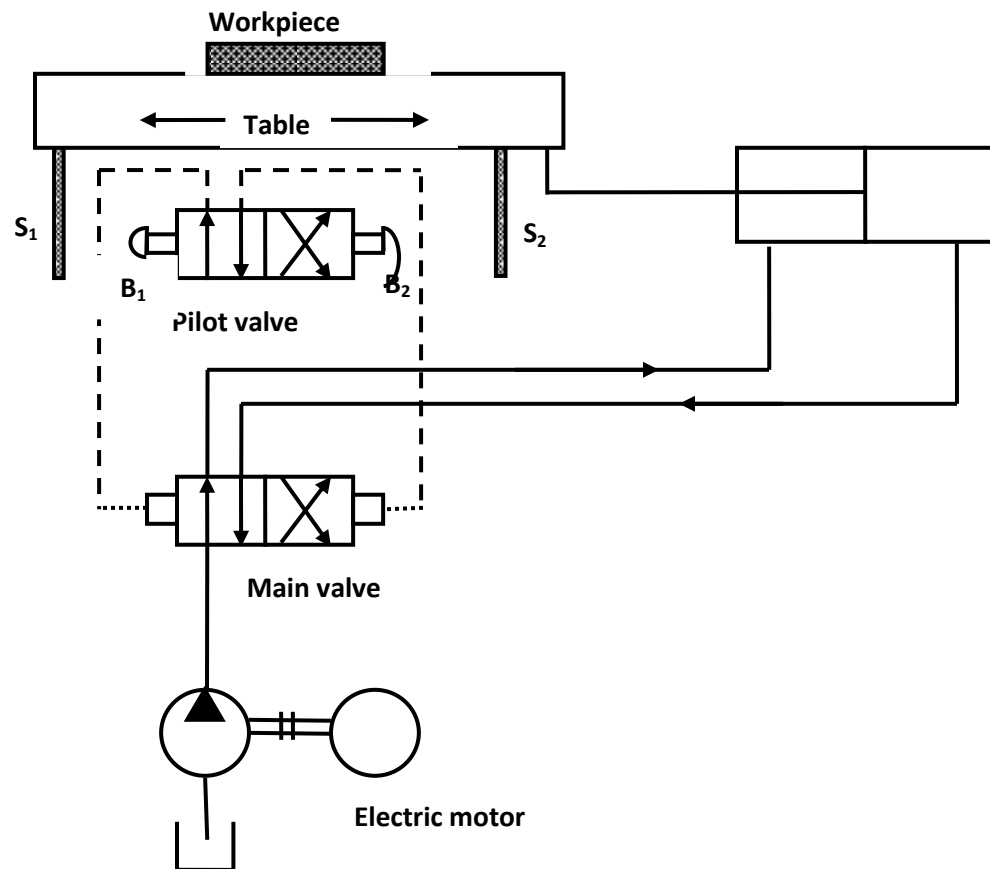 Workpiece
Table
S₁
S₂
B₁
B₂
Pilot valve
Main valve
Electric motor